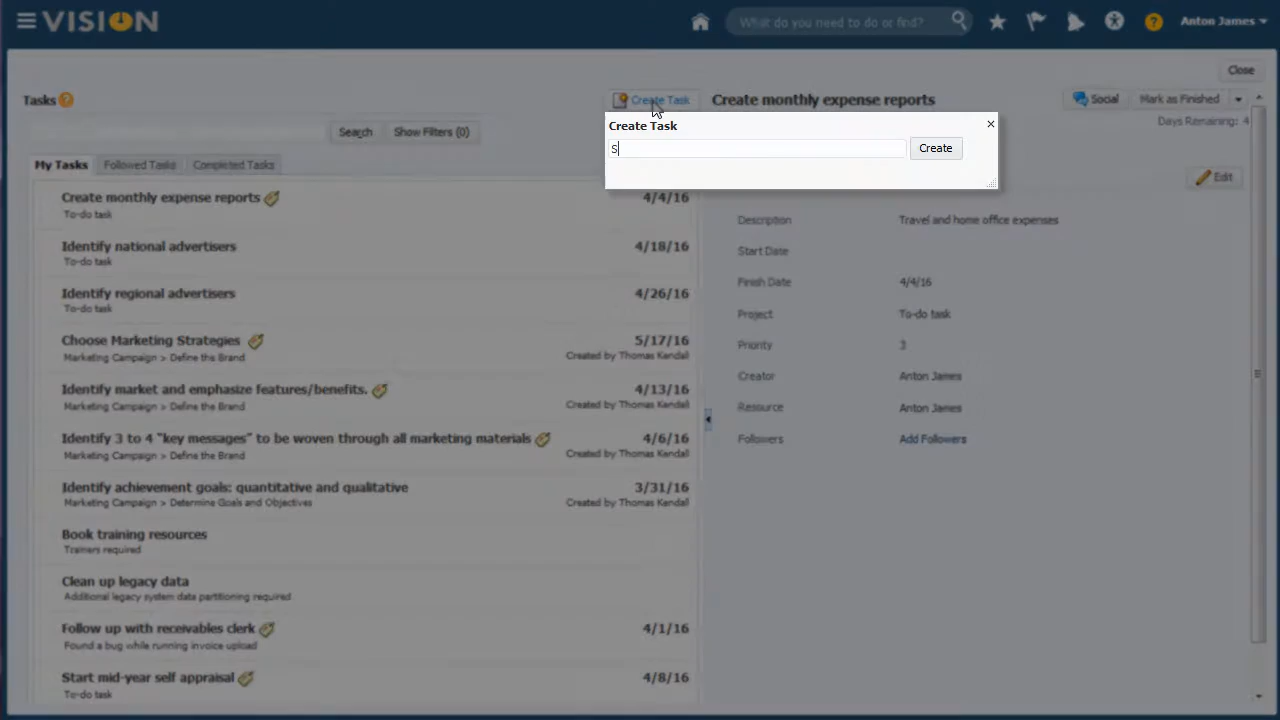 VISION
What do you need to do or find?
Anton James
Close
Tasks
Create Task
Create monthly expense reports
Social
Mark as Finished
Days Remaining: 4
Create Task
S
Create
Search
Show Filters (0)
My Tasks
Followed Tasks
Completed Tasks
Edit
Create monthly expense reports
4/4/16
To-do task
Identify national advertisers
4/18/16
To-do task
Identify regional advertisers
4/26/16
To-do task
Choose Marketing Strategies
5/17/16
Marketing Campaign > Define the Brand
Created by Thomas Kendall
Identify market and emphasize features/benefits.
4/13/16
Marketing Campaign > Define the Brand
Created by Thomas Kendall
Identify 3 to 4 "key messages" to be woven through all marketing materials
4/6/16
Marketing Campaign > Define the Brand
Created by Thomas Kendall
Identify achievement goals: quantitative and qualitative
3/31/16
Marketing Campaign > Determine Goals and Objectives
Created by Thomas Kendall
Book training resources
Trainers required
Clean up legacy data
Additional legacy system data partitioning required
Follow up with receivables clerk
4/1/16
Found a bug while running invoice upload
Start mid-year self appraisal
4/8/16
To-do task
Description
Travel and home office expenses
Start Date
Finish Date
4/4/16
Project
To-do task
Priority
3
Creator
Anton James
Resource
Anton James
Followers
Add Followers